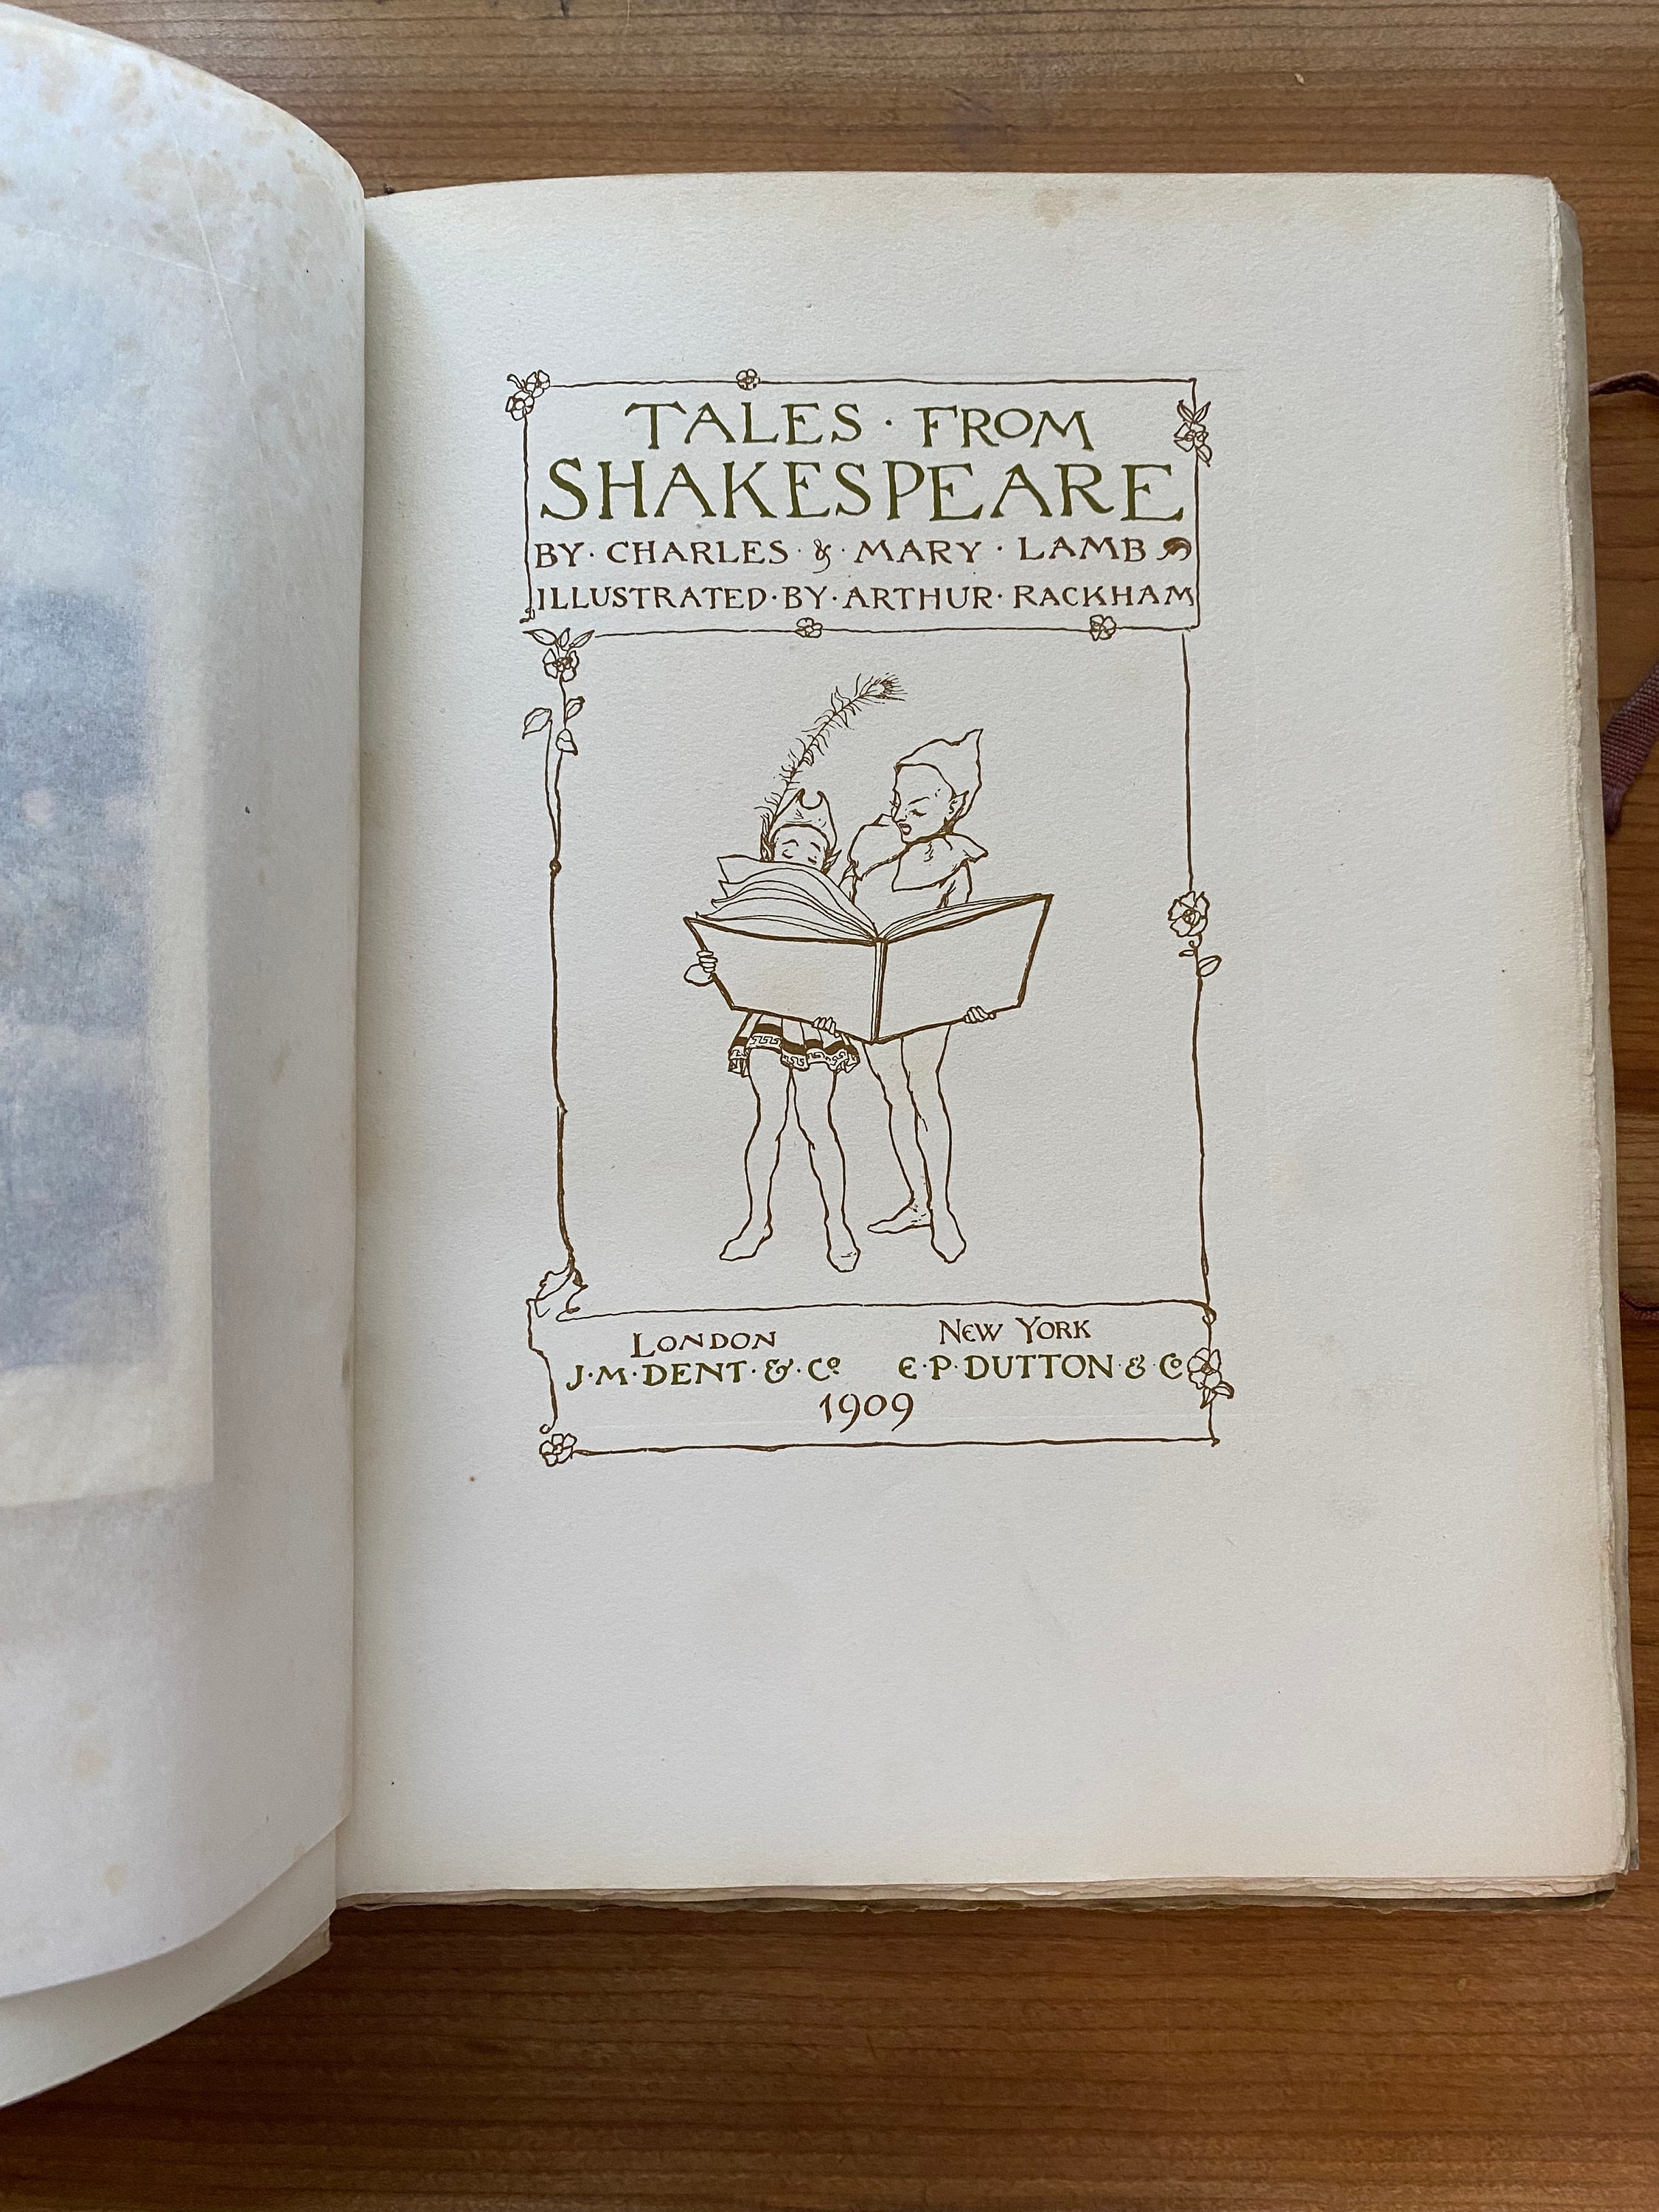 TALES · FROM
SHAKESPEARE
BY · CHARLES · & · MARY · LAMB
ILLUSTRATED · BY · ARTHUR · RACKHAM
LONDON NEW YORK
J · M · DENT · & · Co E · P · DUTTON · & Co
1909